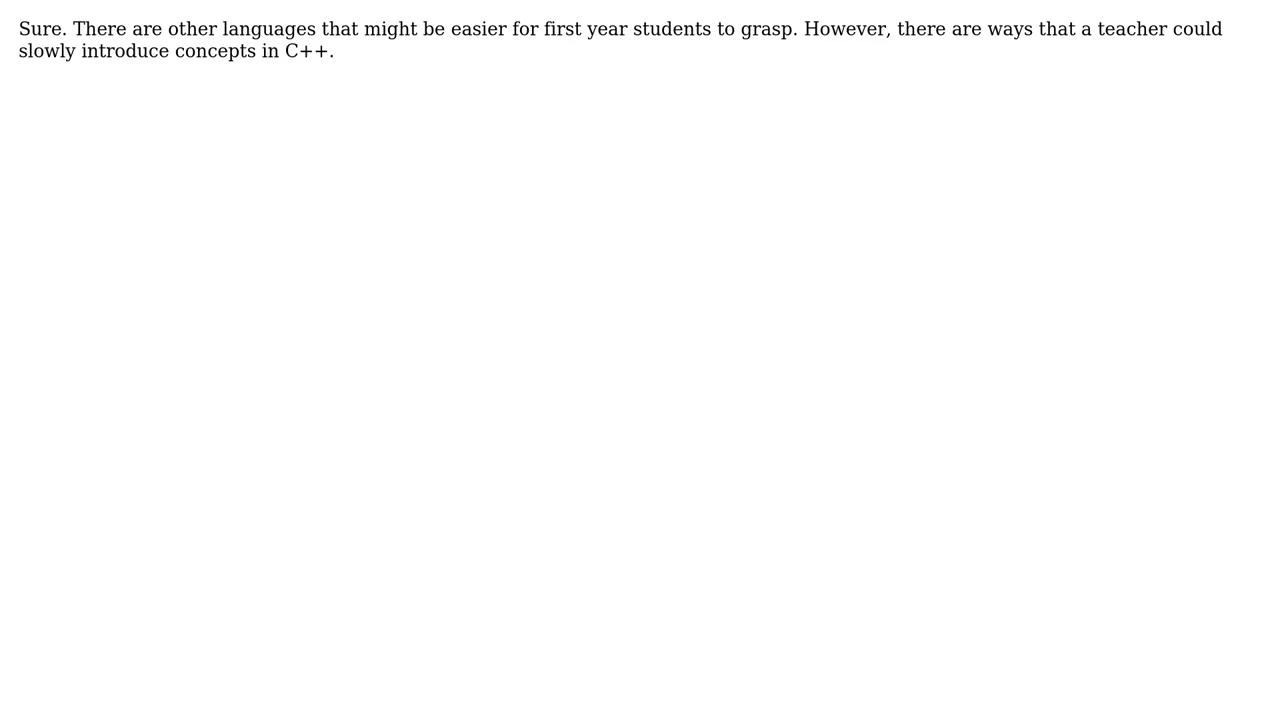 Sure. There are other languages that might be easier for first year students to grasp. However, there are ways that a teacher could
slowly introduce concepts in C++.